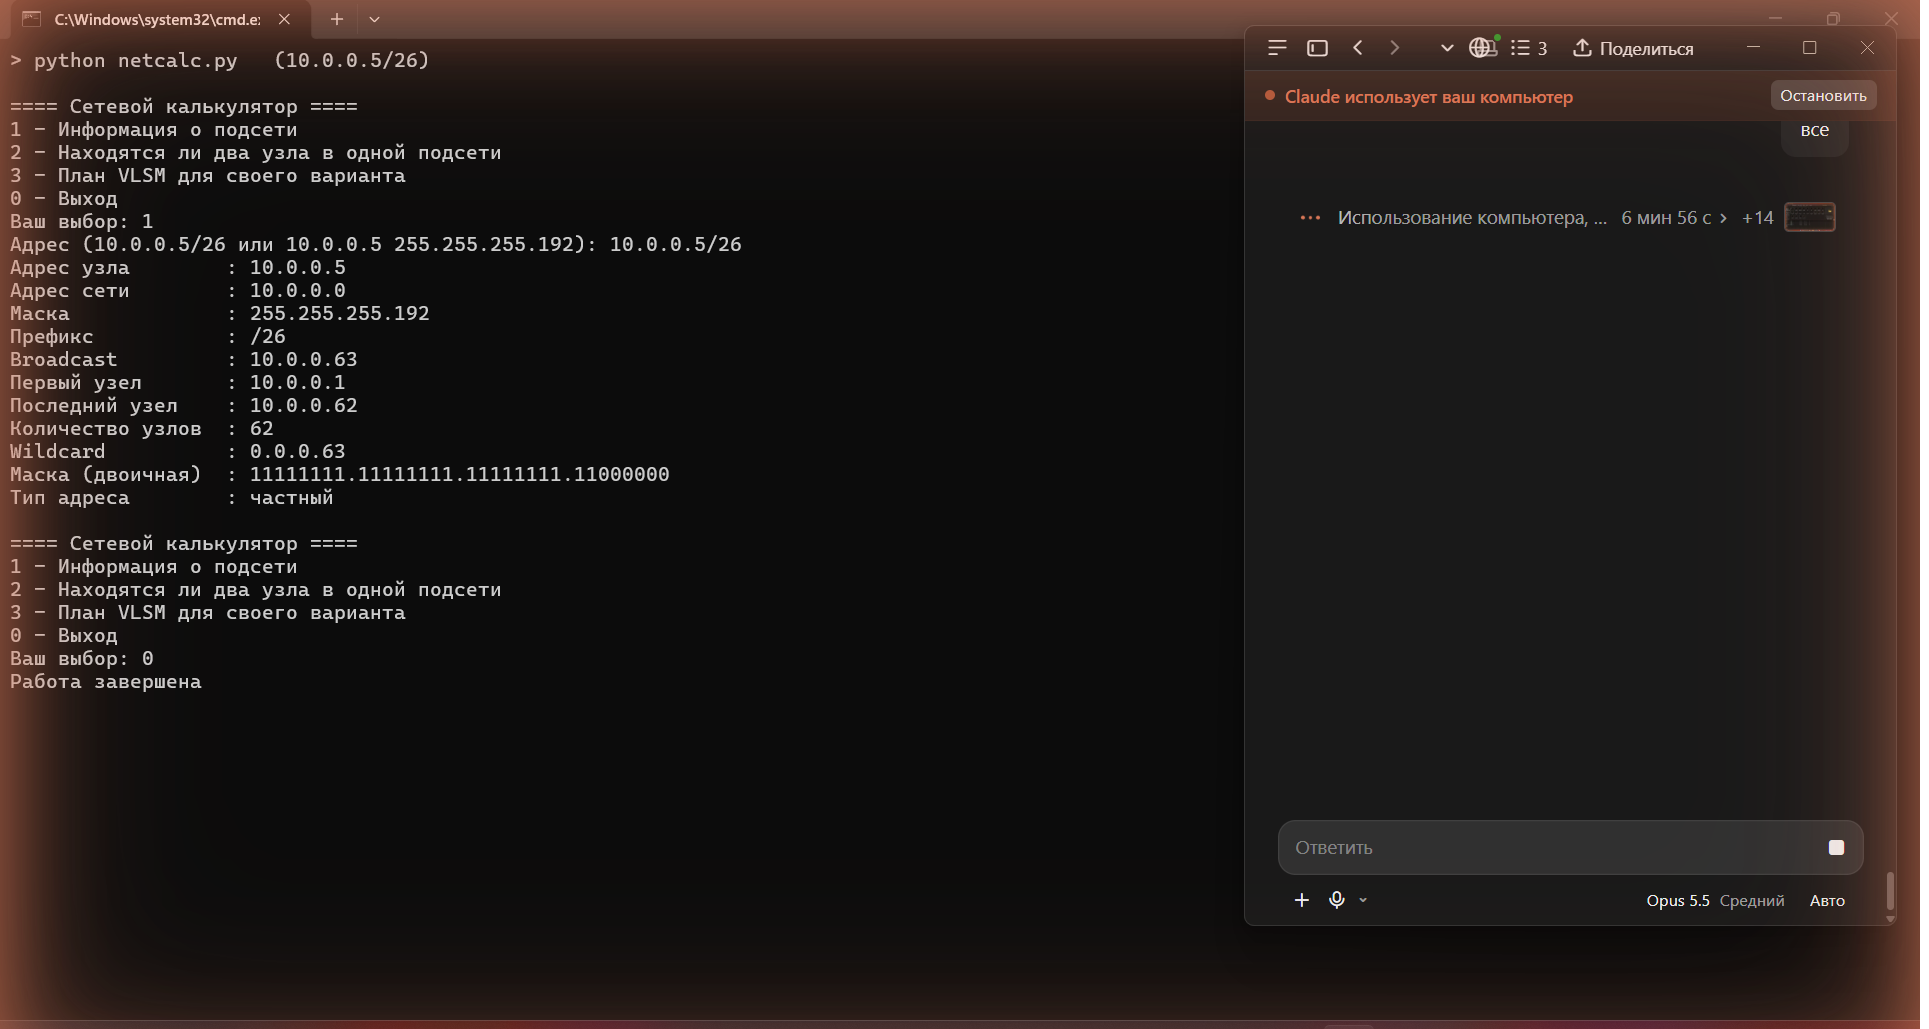 C:\Windows\system32\cmd.e
> python netcalc.py   (10.0.0.5/26)
==== Сетевой калькулятор ====
1 - Информация о подсети
2 - Находятся ли два узла в одной подсети
3 - План VLSM для своего варианта
0 - Выход
Ваш выбор: 1
Адрес (10.0.0.5/26 или 10.0.0.5 255.255.255.192): 10.0.0.5/26
Адрес узла : 10.0.0.5
Адрес сети : 10.0.0.0
Маска : 255.255.255.192
Префикс : /26
Broadcast : 10.0.0.63
Первый узел : 10.0.0.1
Последний узел : 10.0.0.62
Количество узлов : 62
Wildcard : 0.0.0.63
Маска (двоичная) : 11111111.11111111.11111111.11000000
Тип адреса : частный
==== Сетевой калькулятор ====
1 - Информация о подсети
2 - Находятся ли два узла в одной подсети
3 - План VLSM для своего варианта
0 - Выход
Ваш выбор: 0
Работа завершена
3 Поделиться
Claude использует ваш компьютер Остановить
все
Использование компьютера, ... 6 мин 56 с > +14
Ответить
Opus 5.5 Средний Авто